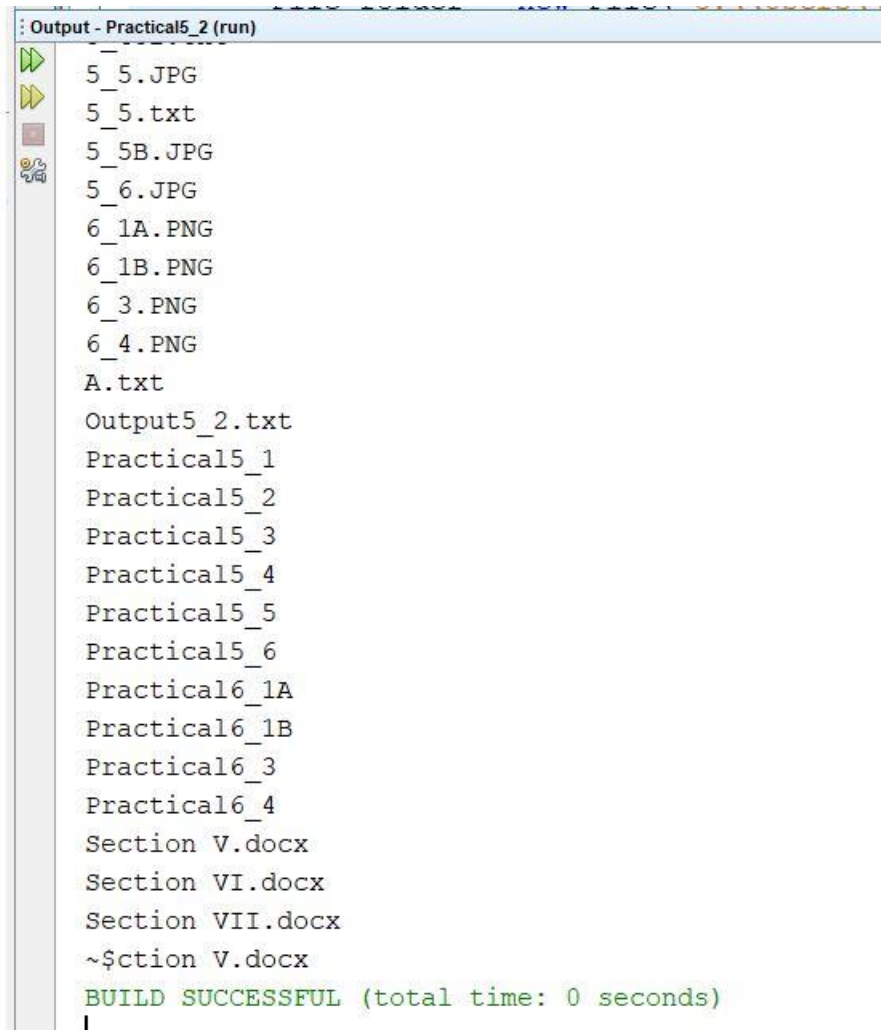 Output - Practical5_2 (run)
5_5.JPG
5_5.txt
5_5B.JPG
5_6.JPG
6_1A.PNG
6_1B.PNG
6_3.PNG
6_4.PNG
A.txt
Output5_2.txt
Practical5_1
Practical5_2
Practical5_3
Practical5_4
Practical5_5
Practical5_6
Practical6_1A
Practical6_1B
Practical6_3
Practical6_4
Section V.docx
Section VI.docx
Section VII.docx
~$ction V.docx
BUILD SUCCESSFUL (total time: 0 seconds)